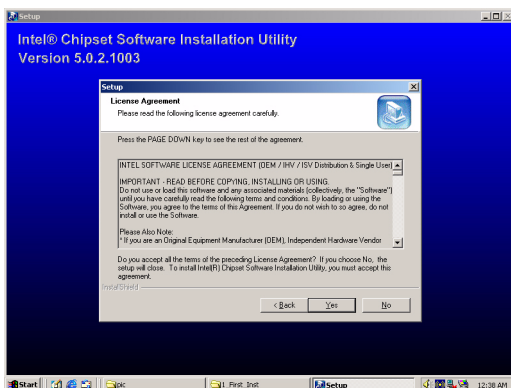 Setup
Intel® Chipset Software Installation Utility
Version 5.0.2.1003
Setup
License Agreement
Please read the following license agreement carefully.
Press the PAGE DOWN key to see the rest of the agreement.
INTEL SOFTWARE LICENSE AGREEMENT (OEM / IHV / ISV Distribution & Single User)
IMPORTANT - READ BEFORE COPYING, INSTALLING OR USING.
Do not use or load this software and any associated materials (collectively, the "Software")
until you have carefully read the following terms and conditions. By loading or using the
Software, you agree to the terms of this Agreement. If you do not wish to so agree, do not
install or use the Software.
Please Also Note:
* If you are an Original Equipment Manufacturer (OEM), Independent Hardware Vendor
Do you accept all the terms of the preceding License Agreement? If you choose No, the
setup will close. To install Intel(R) Chipset Software Installation Utility, you must accept this
agreement.
InstallShield
< Back
Yes
No
Start
pic
1_First_Inst
Setup
12:38 AM